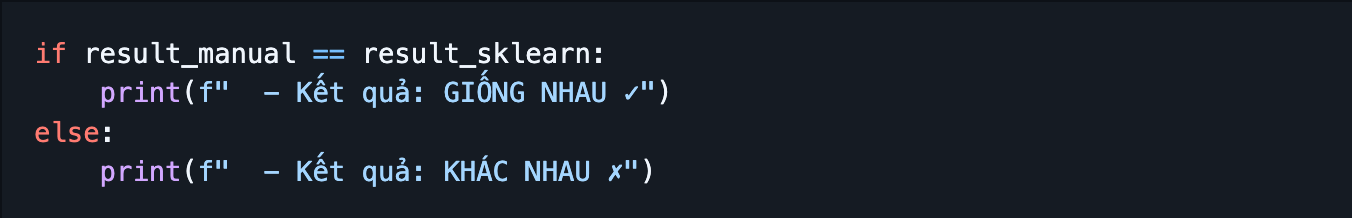 if result_manual == result_sklearn:
    print(f"  – Kết quả: GIỐNG NHAU ✓")
else:
    print(f"  – Kết quả: KHÁC NHAU ✗")